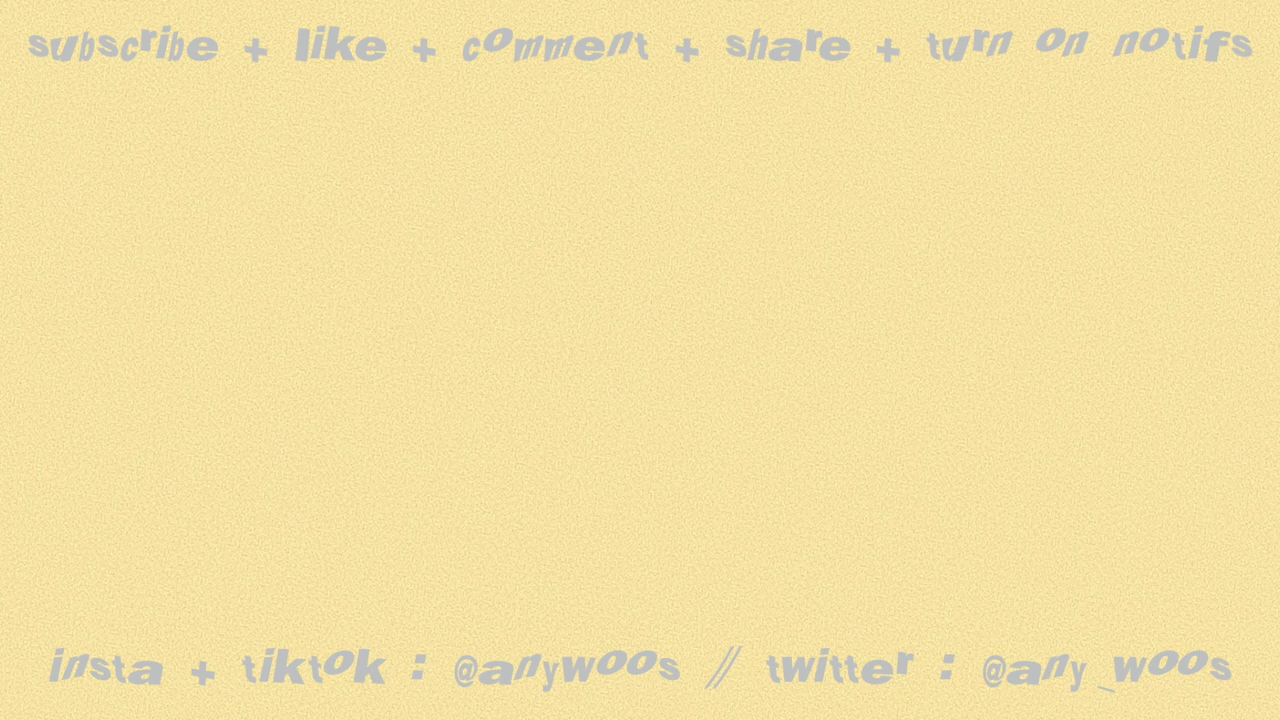 subscribe + like + comment + share + turn on notifs
insta + tiktok : @anywoos // twitter : @any_woos